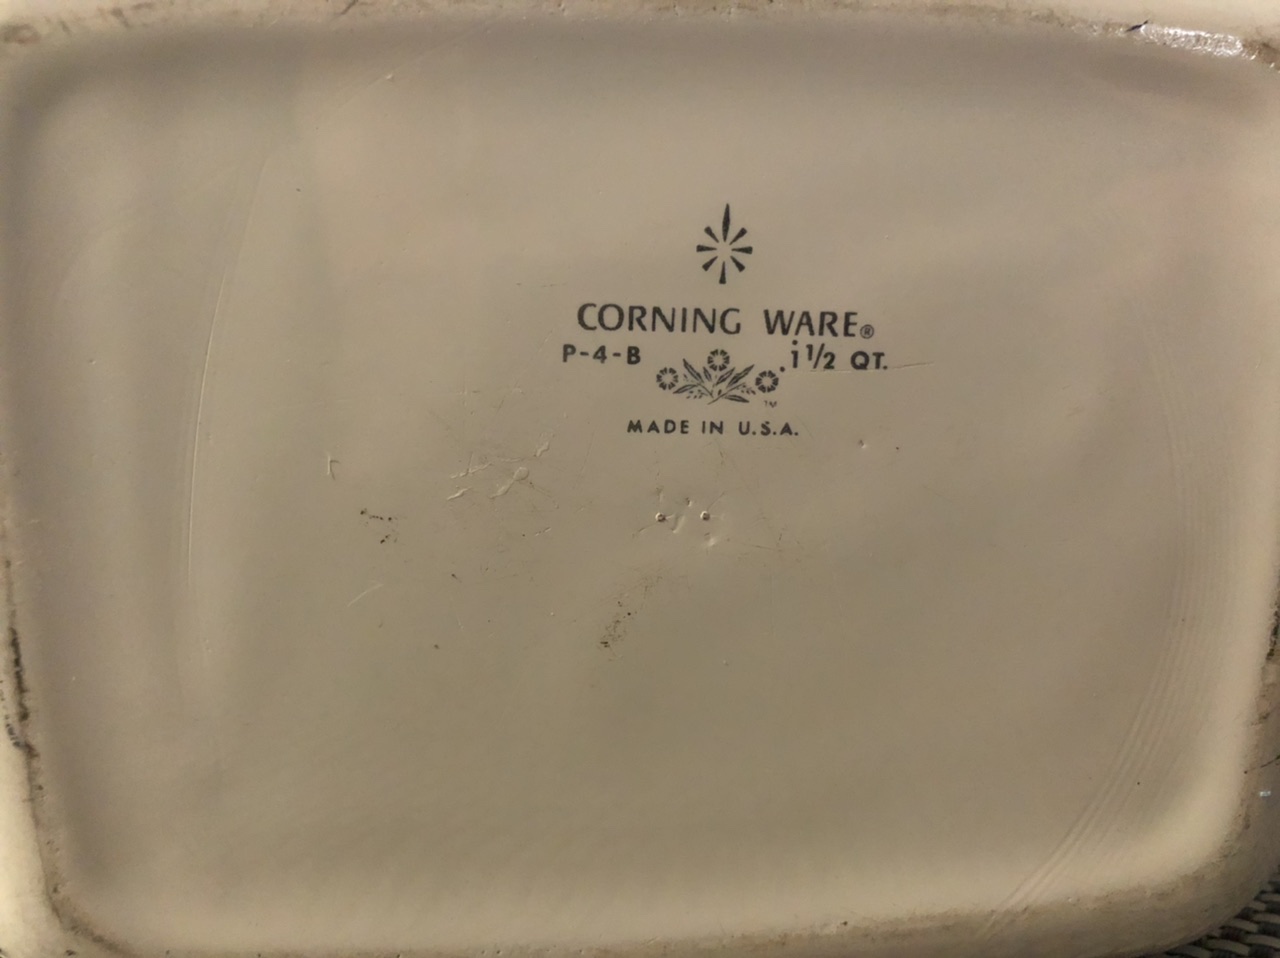 CORNING WARE®
P-4-B 1 1/2 QT.
TM
MADE IN U.S.A.